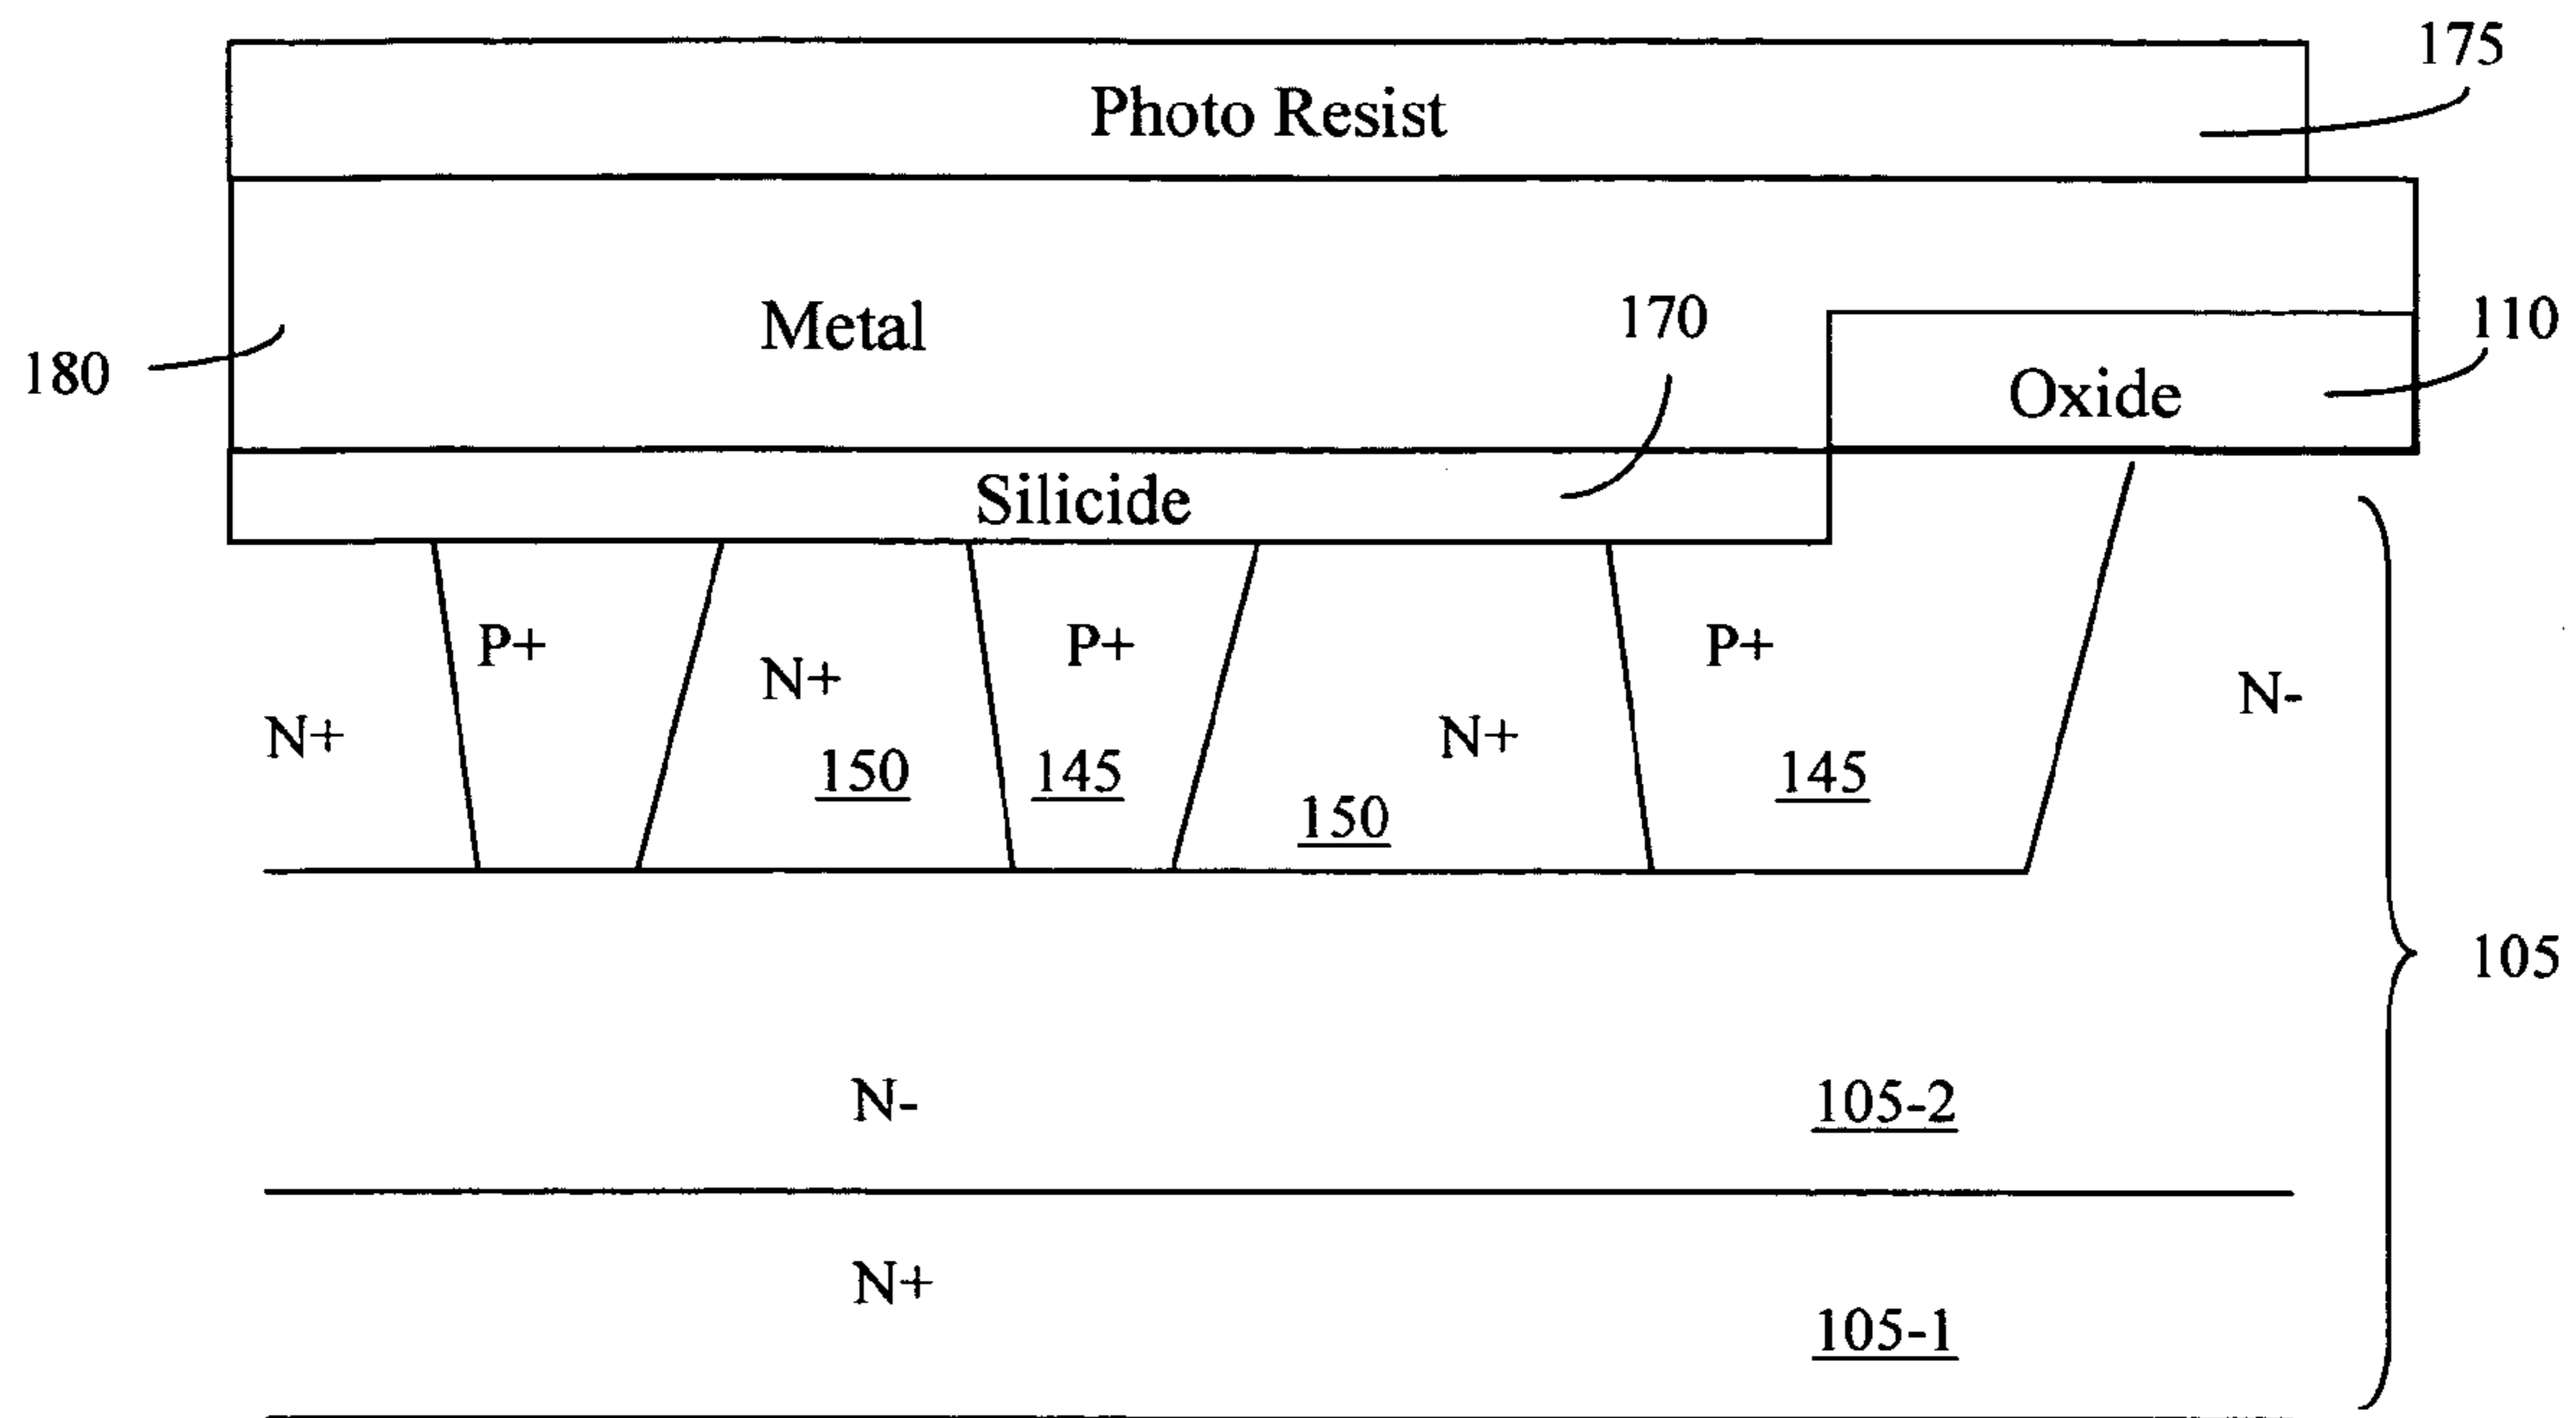 175
Photo Resist
170
110
Metal
180
Oxide
Silicide
P+
P+
P+
N+
N-
N+
N+
150
145
145
150
105
N-
105-2
N+
105-1